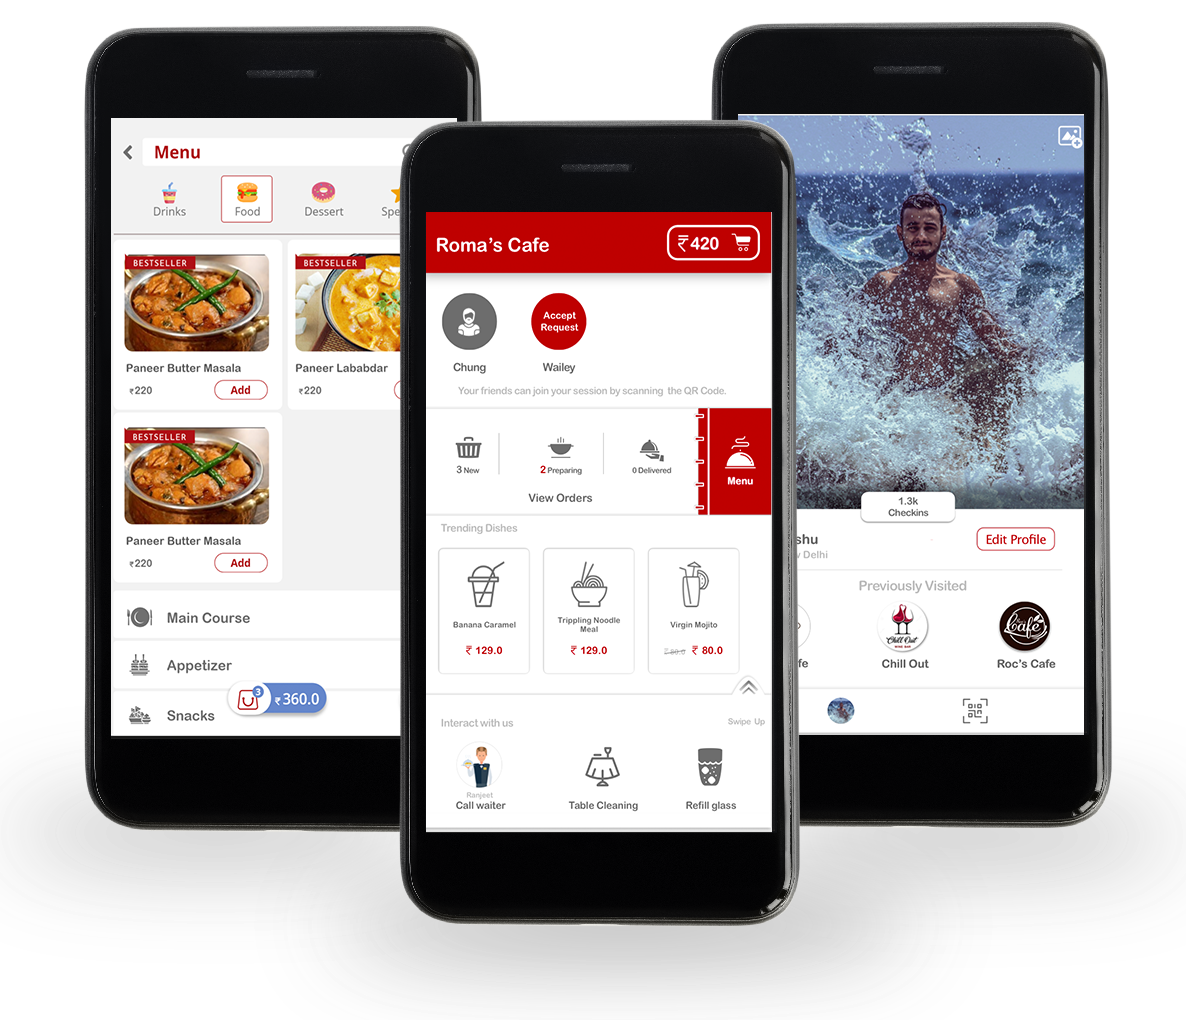 Menu
Drinks
Food
Dessert
Spe
BESTSELLER
BESTSELLER
Paneer Butter Masala
Paneer Lababdar
₹220
Add
₹220
BESTSELLER
Paneer Butter Masala
₹220
Add
Main Course
Appetizer
Snacks
3
₹360.0
Roma's Cafe
₹420
Accept
Request
Chung
Wailey
Your friends can join your session by scanning the QR Code.
3 New
2 Preparing
0 Delivered
View Orders
Menu
Trending Dishes
Banana Caramel
₹ 129.0
Trippling Noodle
Meal
₹ 129.0
Virgin Mojito
₹ 80.0
₹ 80.0
Interact with us
Swipe Up
Ranjeet
Call waiter
Table Cleaning
Refill glass
1.3k
Checkins
shu
w Delhi
Edit Profile
Previously Visited
fe
Chill Out
WINE BAR
Chill Out
Cafe
Roc's Cafe